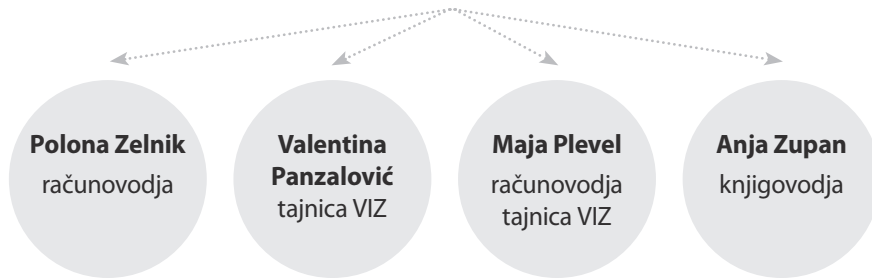 Polona Zelnik
računovodja
Valentina
Panzalović
tajnica VIZ
Maja Plevel
računovodja
tajnica VIZ
Anja Zupan
knjigovodja